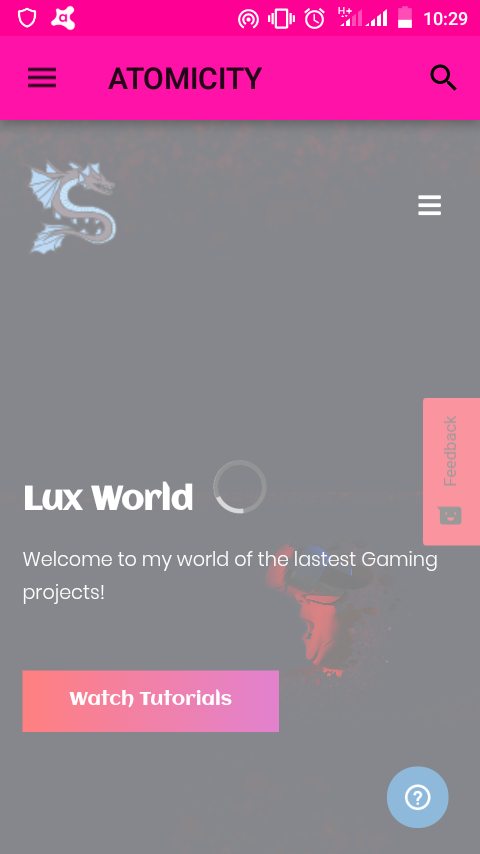 H+
10:29
ATOMICITY
Feedback
Lux World
Welcome to my world of the lastest Gaming
projects!
Watch Tutorials